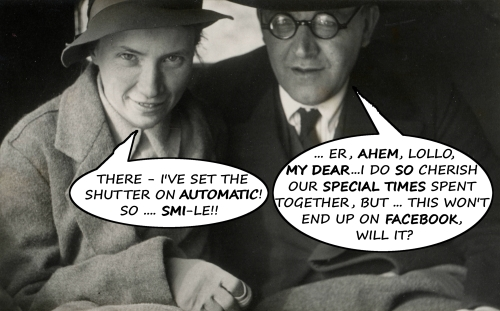 THERE - I'VE SET THE
SHUTTER ON AUTOMATIC!
SO .... SMI-LE!!
... ER, AHEM, LOLLO,
MY DEAR...I DO SO CHERISH
OUR SPECIAL TIMES SPENT
TOGETHER, BUT ... THIS WON'T
END UP ON FACEBOOK,
WILL IT?